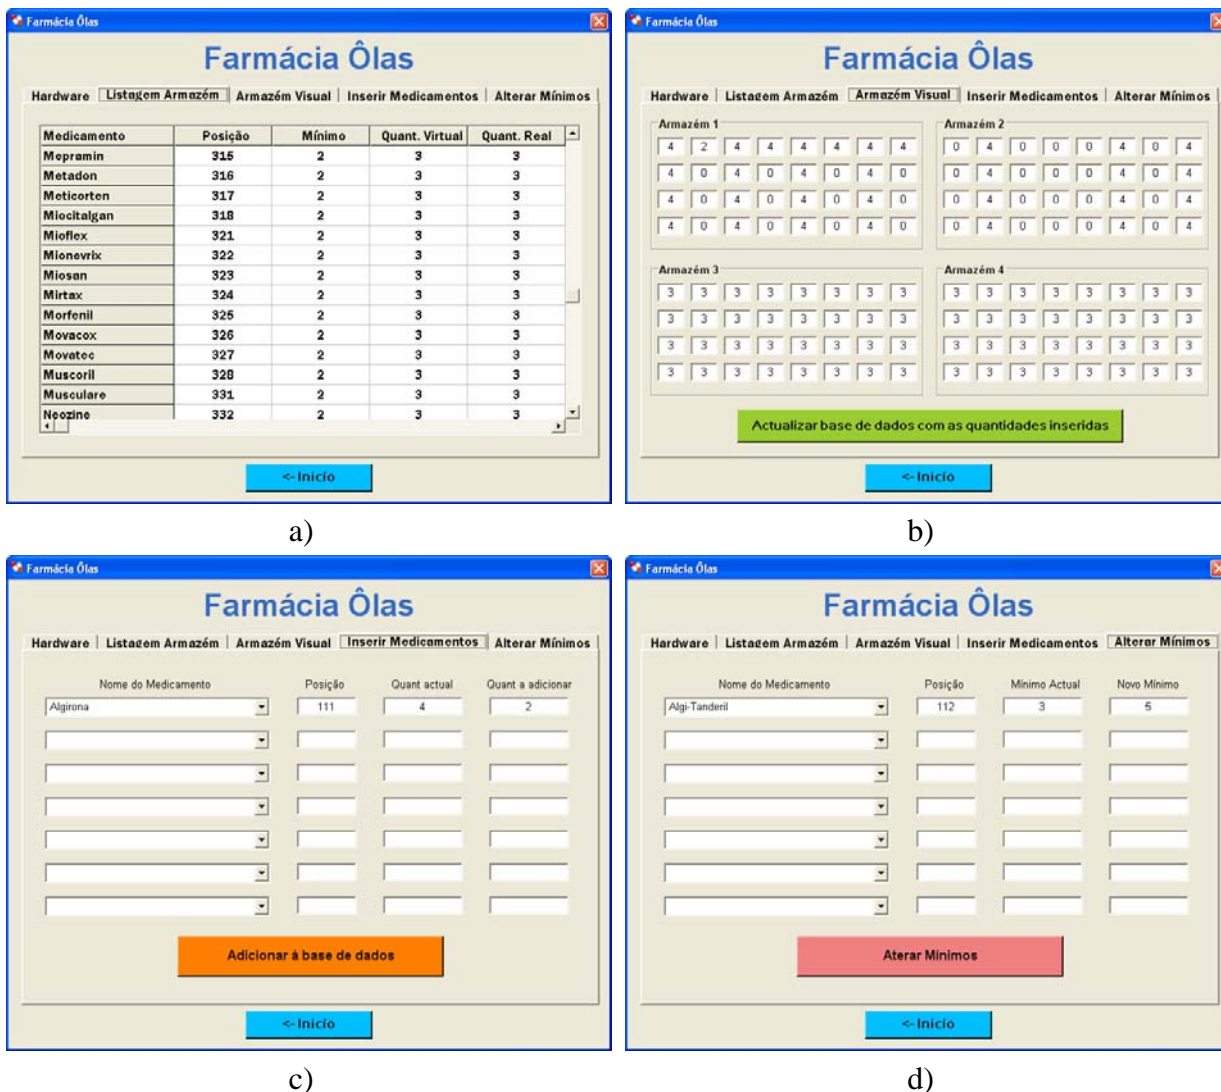 Farmácia Ôlas
Farmácia Ôlas
Hardware Listagem Armazém Armazém Visual Inserir Medicamentos Alterar Mínimos
Medicamento Posição Mínimo Quant. Virtual Quant. Real
Mepramin 315 2 3 3
Metadon 316 2 3 3
Meticorten 317 2 3 3
Miocitalgan 318 2 3 3
Mioflex 321 2 3 3
Mionevrix 322 2 3 3
Miosan 323 2 3 3
Mirtax 324 2 3 3
Morfenil 325 2 3 3
Movacox 326 2 3 3
Movatec 327 2 3 3
Muscoril 328 2 3 3
Musculare 331 2 3 3
Neozine 332 2 3 3
<- Inicío
a)
Farmácia Ôlas
Farmácia Ôlas
Hardware Listagem Armazém Armazém Visual Inserir Medicamentos Alterar Mínimos
Armazém 1
4 2 4 4 4 4 4 4
4 0 4 0 4 0 4 0
4 0 4 0 4 0 4 0
4 0 4 0 4 0 4 0
Armazém 2
0 4 0 0 0 4 0 4
0 4 0 0 0 4 0 4
0 4 0 0 0 4 0 4
0 4 0 0 0 4 0 4
Armazém 3
3 3 3 3 3 3 3 3
3 3 3 3 3 3 3 3
3 3 3 3 3 3 3 3
3 3 3 3 3 3 3 3
Armazém 4
3 3 3 3 3 3 3 3
3 3 3 3 3 3 3 3
3 3 3 3 3 3 3 3
3 3 3 3 3 3 3 3
Actualizar base de dados com as quantidades inseridas
<- Inicío
b)
Farmácia Ôlas
Farmácia Ôlas
Hardware Listagem Armazém Armazém Visual Inserir Medicamentos Alterar Mínimos
Nome do Medicamento Posição Quant actual Quant a adicionar
Algirona 111 4 2
Adicionar á base de dados
<- Inicío
c)
Farmácia Ôlas
Farmácia Ôlas
Hardware Listagem Armazém Armazém Visual Inserir Medicamentos Alterar Mínimos
Nome do Medicamento Posição Mínimo Actual Novo Mínimo
Algi-Tanderil 112 3 5
Aterar Minimos
<- Inicío
d)